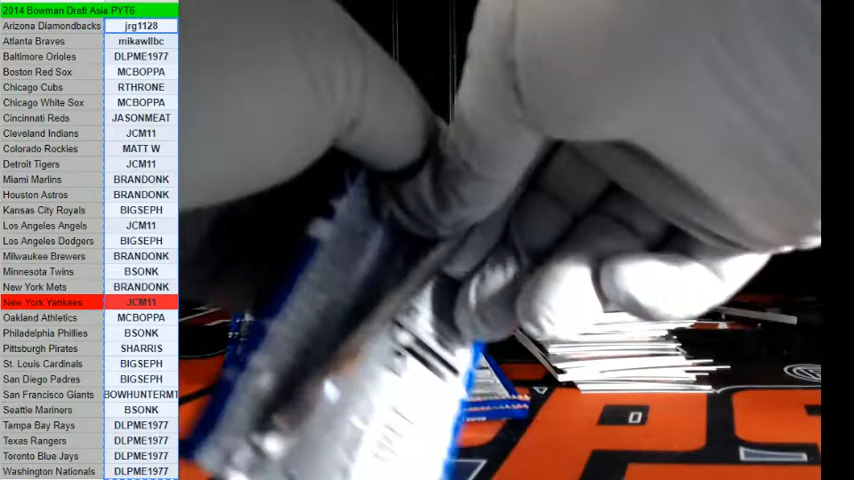 2014 Bowman Draft Asia PYT6
Arizona Diamondbacks jrg1128
Atlanta Braves mikawllbc
Baltimore Orioles DLPME1977
Boston Red Sox MCBOPPA
Chicago Cubs RTHRONE
Chicago White Sox MCBOPPA
Cincinnati Reds JASONMEAT
Cleveland Indians JCM11
Colorado Rockies MATT W
Detroit Tigers JCM11
Miami Marlins BRANDONK
Houston Astros BRANDONK
Kansas City Royals BIGSEPH
Los Angeles Angels JCM11
Los Angeles Dodgers BIGSEPH
Milwaukee Brewers BRANDONK
Minnesota Twins BSONK
New York Mets BRANDONK
New York Yankees JCM11
Oakland Athletics MCBOPPA
Philadelphia Phillies BSONK
Pittsburgh Pirates SHARRIS
St. Louis Cardinals BIGSEPH
San Diego Padres BIGSEPH
San Francisco Giants BOWHUNTERMT
Seattle Mariners BSONK
Tampa Bay Rays DLPME1977
Texas Rangers DLPME1977
Toronto Blue Jays DLPME1977
Washington Nationals DLPME1977